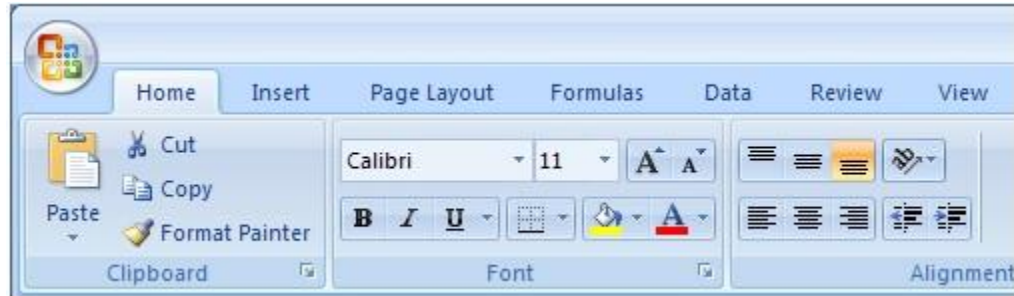 Home Insert Page Layout Formulas Data Review View
Cut
Calibri 11 A A
Copy
Paste
B I U A
Format Painter
Clipboard Font Alignment